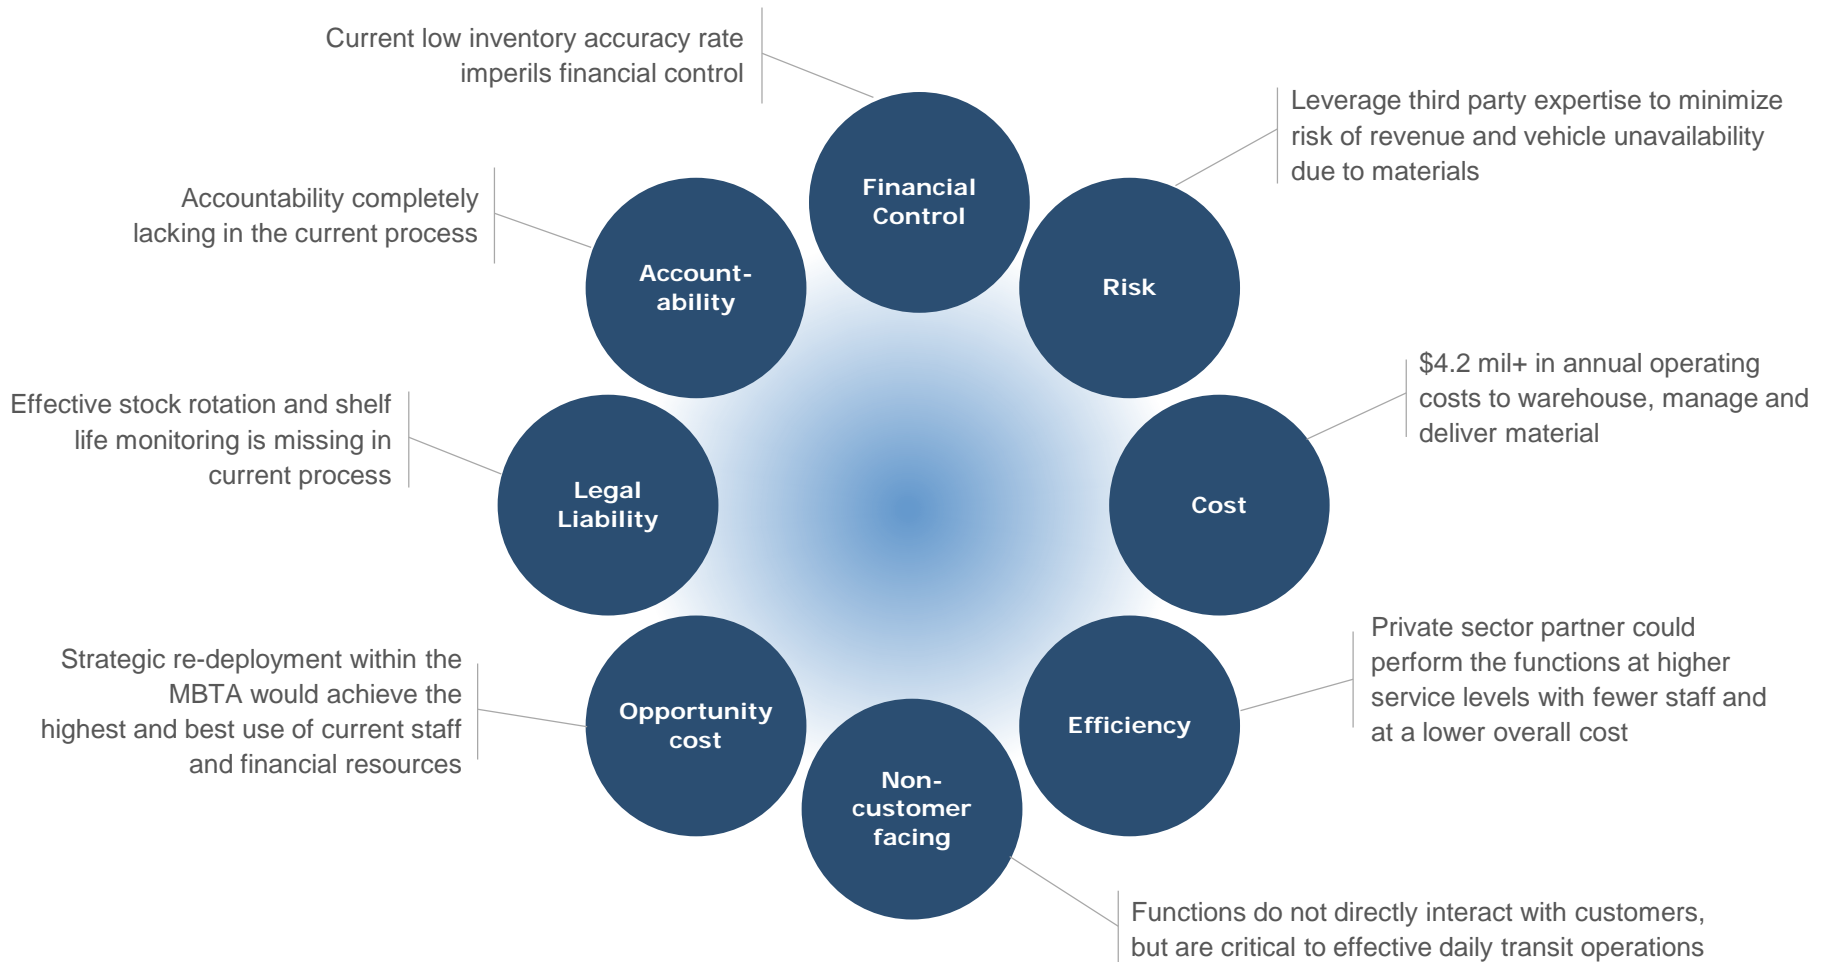 Current low inventory accuracy rate
imperils financial control
Financial
Control
Leverage third party expertise to minimize
risk of revenue and vehicle unavailability
due to materials
Risk
$4.2 mil+ in annual operating
costs to warehouse, manage and
deliver material
Cost
Private sector partner could
perform the functions at higher
service levels with fewer staff and
at a lower overall cost
Efficiency
Functions do not directly interact with customers,
but are critical to effective daily transit operations
Non-
customer
facing
Strategic re-deployment within the
MBTA would achieve the
highest and best use of current staff
and financial resources
Opportunity
cost
Effective stock rotation and shelf
life monitoring is missing in
current process
Legal
Liability
Accountability completely
lacking in the current process
Account-
ability